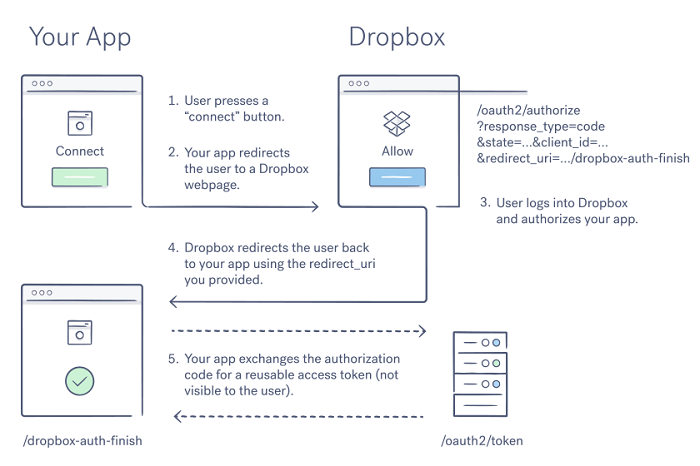 Your App
Dropbox
Connect
1. User presses a
“connect” button.
2. Your app redirects
the user to a Dropbox
webpage.
Allow
/oauth2/authorize
?response_type=code
&state=...&client_id=...
&redirect_uri=.../dropbox-auth-finish
3. User logs into Dropbox
and authorizes your app.
4. Dropbox redirects the user back
to your app using the redirect_uri
you provided.
5. Your app exchanges the authorization
code for a reusable access token (not
visible to the user).
/dropbox-auth-finish
/oauth2/token